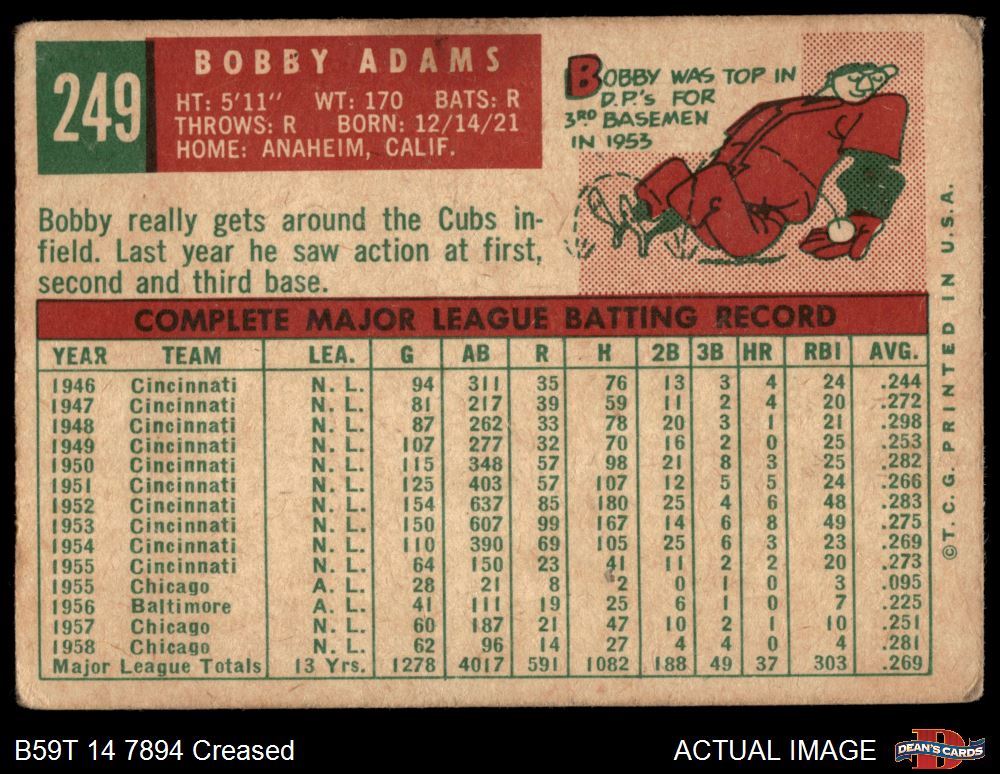 249
BOBBY ADAMS
HT: 5'11" WT: 170 BATS: R
THROWS: R BORN: 12/14/21
HOME: ANAHEIM, CALIF.
BOBBY WAS TOP IN
D.P.'s FOR
3RD BASEMEN
IN 1953
Bobby really gets around the Cubs in-
field. Last year he saw action at first,
second and third base.
COMPLETE MAJOR LEAGUE BATTING RECORD
YEAR TEAM LEA. G AB R H 2B 3B HR RBI AVG.
1946 Cincinnati N. L. 94 311 35 76 13 3 4 24 .244
1947 Cincinnati N. L. 81 217 39 59 11 2 4 20 .272
1948 Cincinnati N. L. 87 262 33 78 20 3 1 21 .298
1949 Cincinnati N. L. 107 277 32 70 16 2 0 25 .253
1950 Cincinnati N. L. 115 348 57 98 21 8 3 25 .282
1951 Cincinnati N. L. 125 403 57 107 12 5 5 24 .266
1952 Cincinnati N. L. 154 637 85 180 25 4 6 48 .283
1953 Cincinnati N. L. 150 607 99 167 14 6 8 49 .275
1954 Cincinnati N. L. 110 390 69 105 25 6 3 23 .269
1955 Cincinnati N. L. 64 150 23 41 11 2 2 20 .273
1955 Chicago A. L. 28 21 8 2 0 1 0 3 .095
1956 Baltimore A. L. 41 111 19 25 6 1 0 7 .225
1957 Chicago N. L. 60 187 21 47 10 2 1 10 .251
1958 Chicago N. L. 62 96 14 27 4 4 0 4 .281
Major League Totals 13 Yrs. 1278 4017 591 1082 188 49 37 303 .269
©T. C. G. PRINTED IN U.S.A.
B59T 14 7894 Creased
ACTUAL IMAGE
DEAN'S CARDS